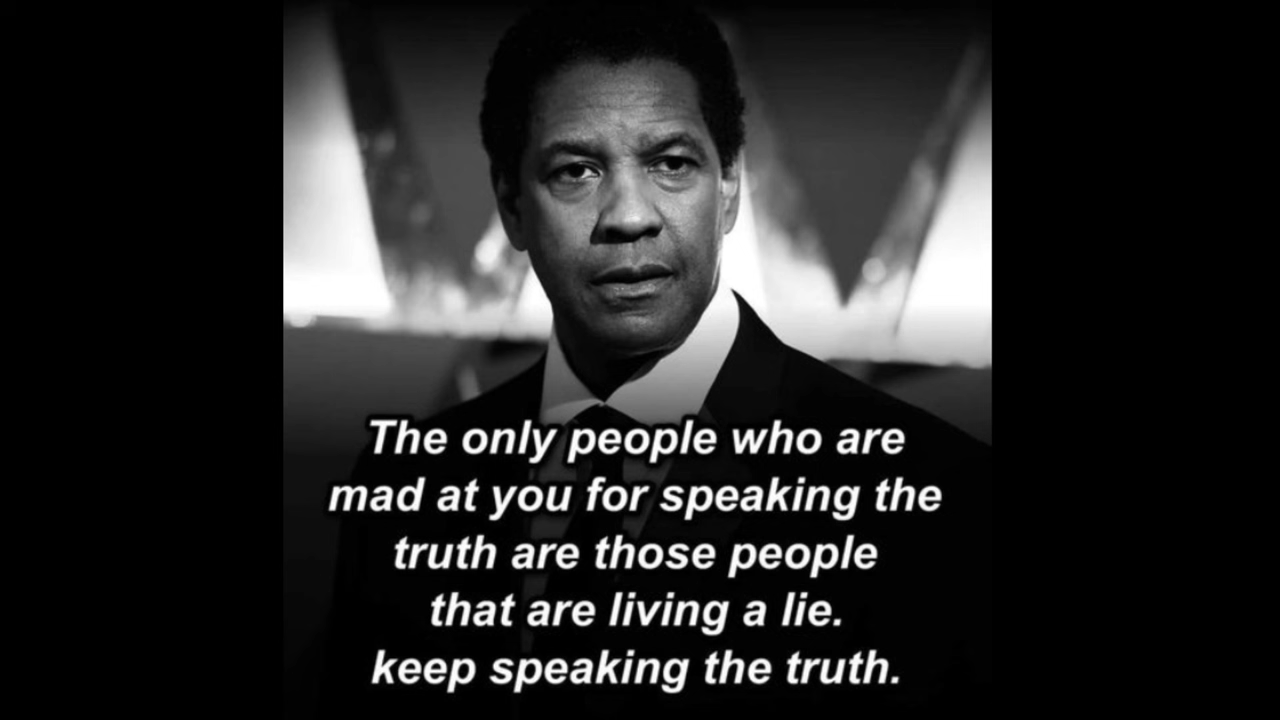 The only people who are
mad at you for speaking the
truth are those people
that are living a lie.
keep speaking the truth.